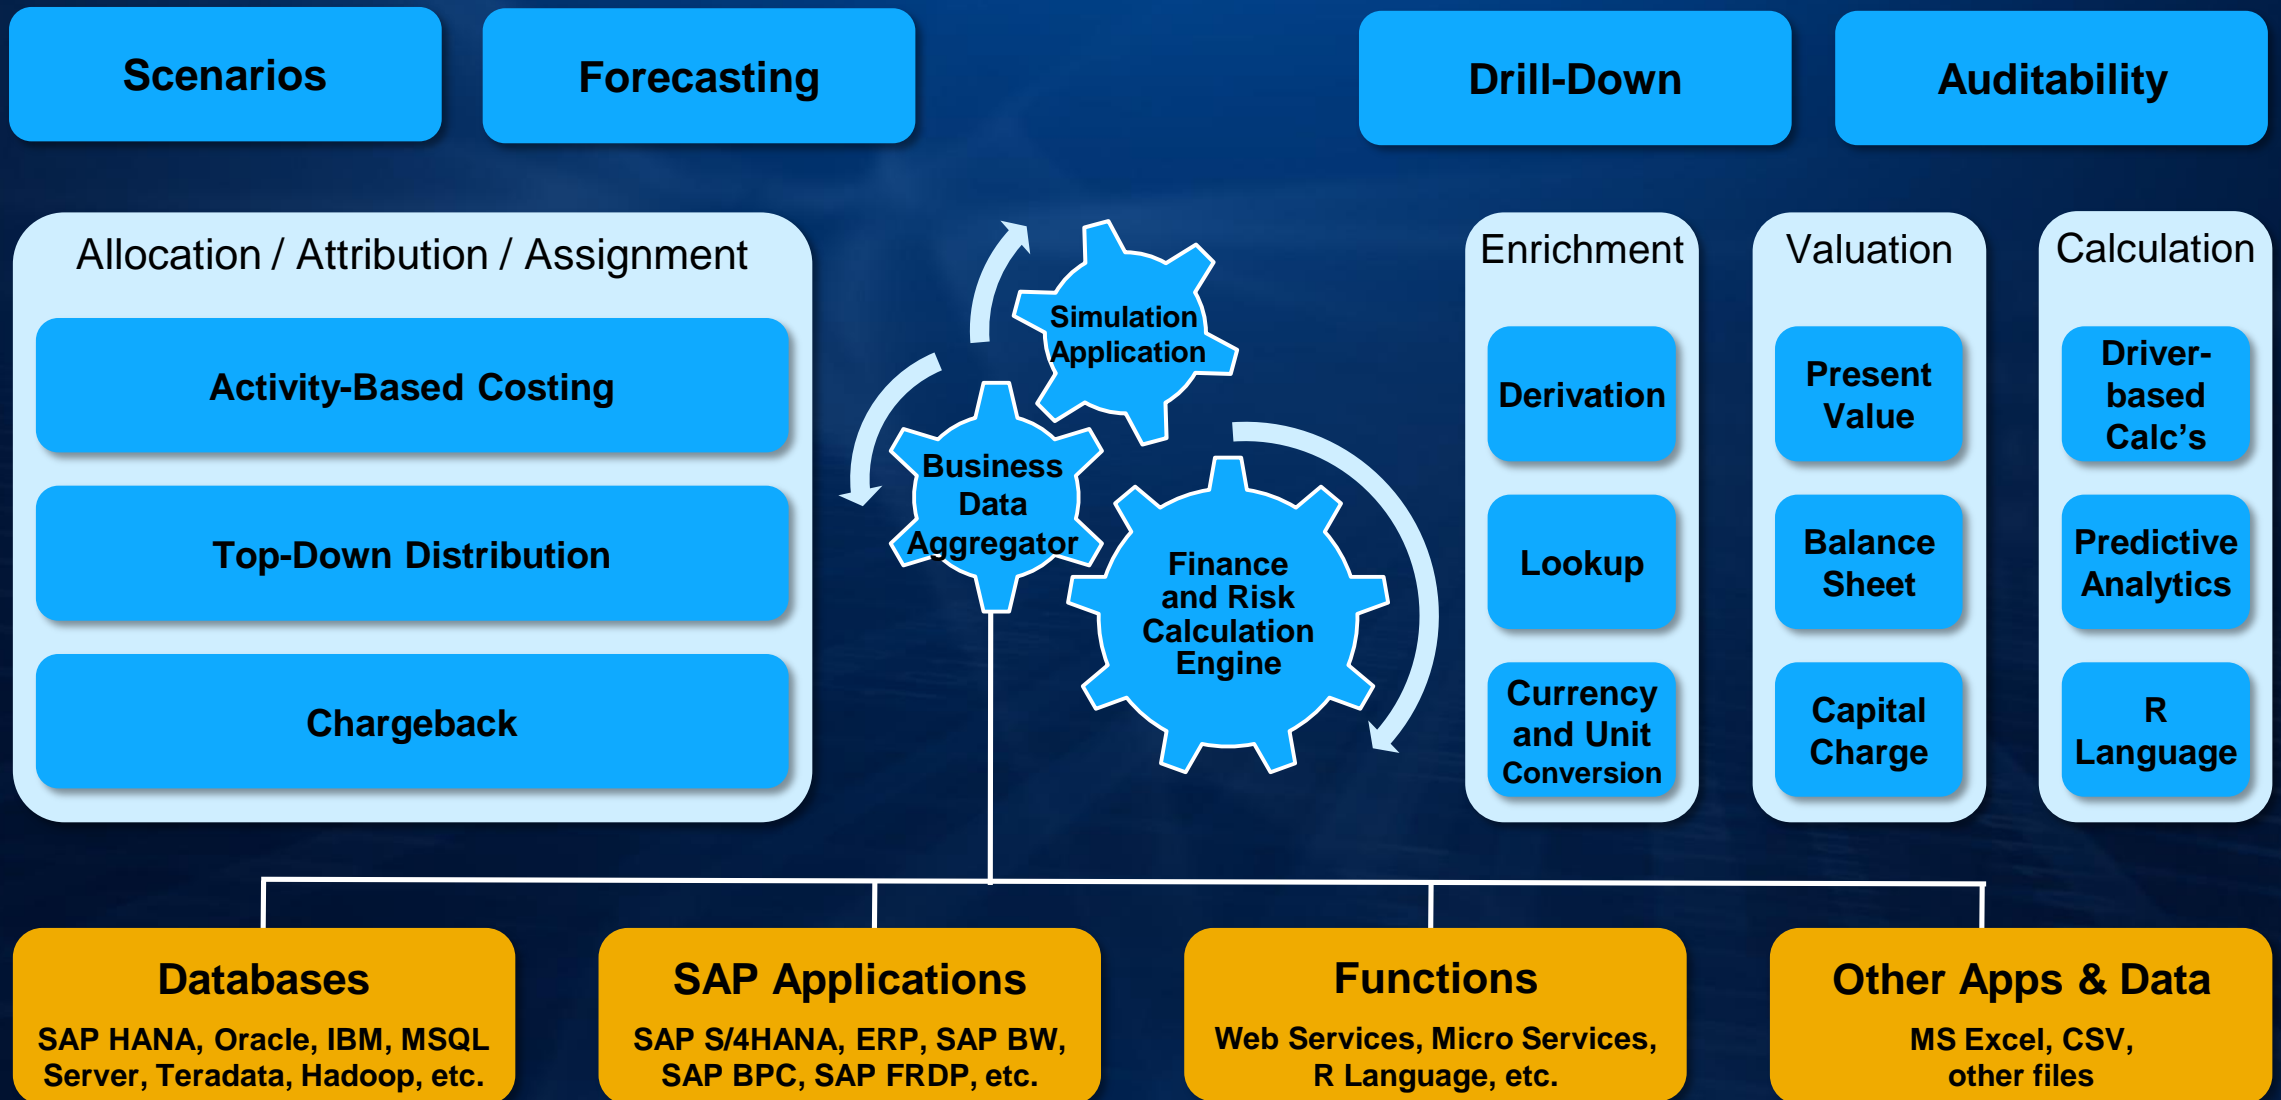 Scenarios
Forecasting
Drill-Down
Auditability
Allocation / Attribution / Assignment
Activity-Based Costing
Top-Down Distribution
Chargeback
Simulation
Application
Business
Data
Aggregator
Finance
and Risk
Calculation
Engine
Enrichment
Derivation
Lookup
Currency
and Unit
Conversion
Valuation
Present
Value
Balance
Sheet
Capital
Charge
Calculation
Driver-
based
Calc’s
Predictive
Analytics
R
Language
Databases
SAP HANA, Oracle, IBM, MSQL
Server, Teradata, Hadoop, etc.
SAP Applications
SAP S/4HANA, ERP, SAP BW,
SAP BPC, SAP FRDP, etc.
Functions
Web Services, Micro Services,
R Language, etc.
Other Apps & Data
MS Excel, CSV,
other files